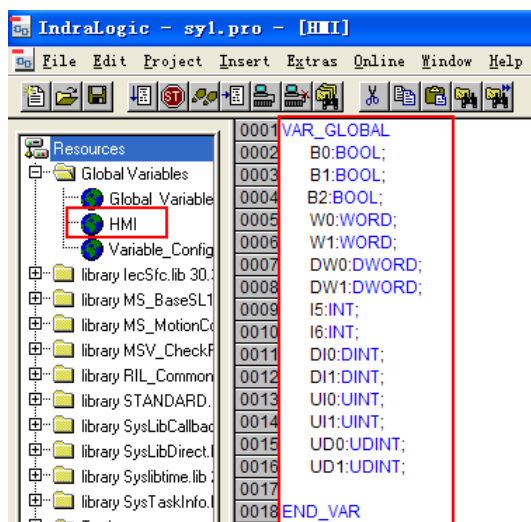 IndraLogic - sy1.pro - [HMI]
File Edit Project Insert Extras Online Window Help
Resources
Global Variables
Global_Variable
HMI
Variable_Config
library IecSfc.lib 30.
library MS_BaseSL1
library MS_MotionCo
library MSV_CheckF
library RIL_Common
library STANDARD.
library SysLibCallbac
library SysLibDirect.l
library Syslibtime.lib
library SysTaskInfo.l
0001 VAR_GLOBAL
0002 B0:BOOL;
0003 B1:BOOL;
0004 B2:BOOL;
0005 W0:WORD;
0006 W1:WORD;
0007 DW0:DWORD;
0008 DW1:DWORD;
0009 I5:INT;
0010 I6:INT;
0011 DI0:DINT;
0012 DI1:DINT;
0013 UI0:UINT;
0014 UI1:UINT;
0015 UD0:UDINT;
0016 UD1:UDINT;
0017
0018 END_VAR